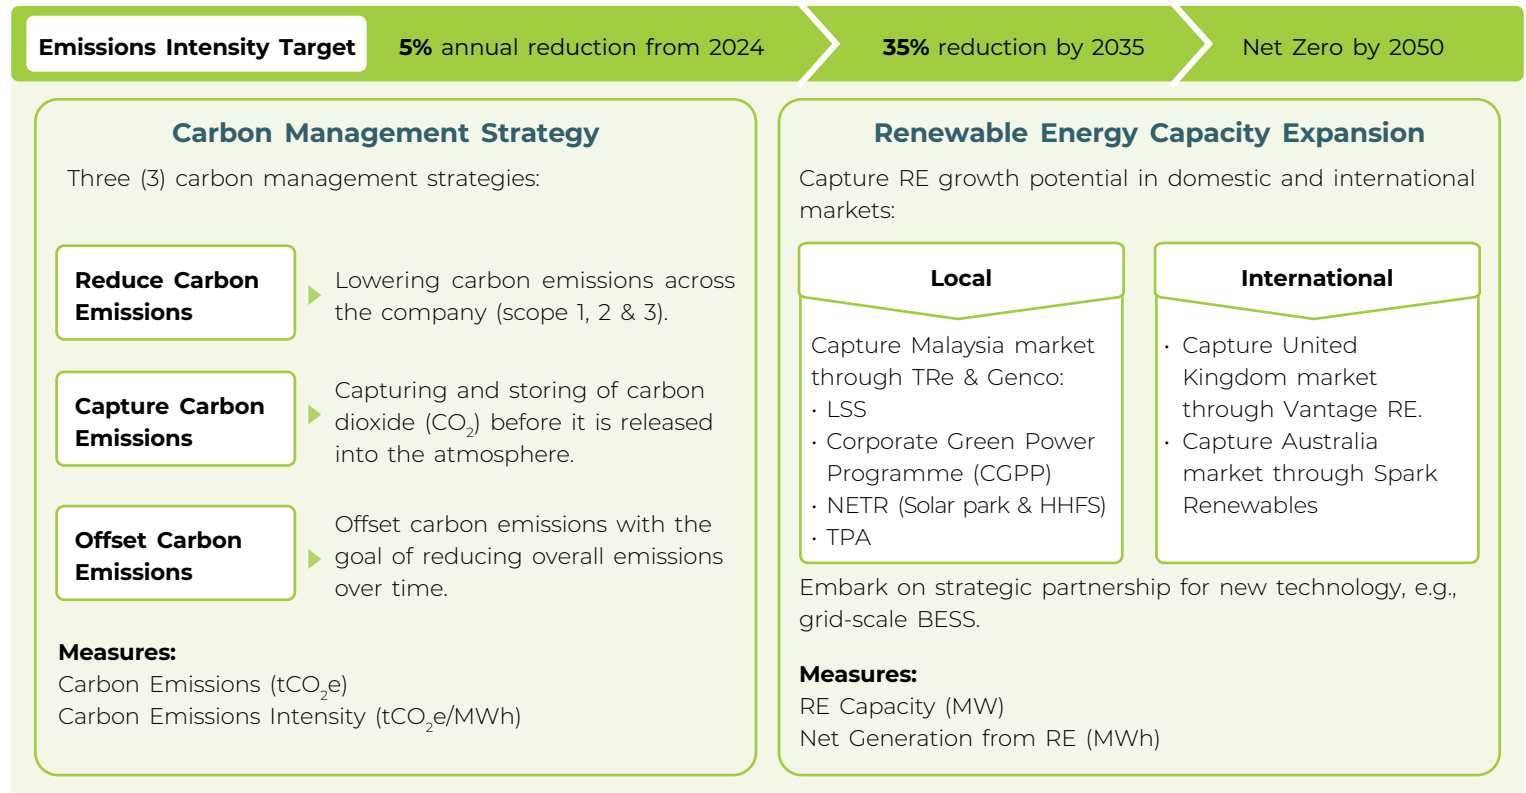 Emissions Intensity Target
5% annual reduction from 2024
35% reduction by 2035
Net Zero by 2050
Carbon Management Strategy
Three (3) carbon management strategies:
Reduce Carbon
Emissions
Lowering carbon emissions across
the company (scope 1, 2 & 3).
Capture Carbon
Emissions
Capturing and storing of carbon
dioxide (CO₂) before it is released
into the atmosphere.
Offset Carbon
Emissions
Offset carbon emissions with the
goal of reducing overall emissions
over time.
Measures:
Carbon Emissions (tCO₂e)
Carbon Emissions Intensity (tCO₂e/MWh)
Renewable Energy Capacity Expansion
Capture RE growth potential in domestic and international
markets:
Local
Capture Malaysia market
through TRe & Genco:
• LSS
• Corporate Green Power
Programme (CGPP)
• NETR (Solar park & HHFS)
• TPA
International
• Capture United
Kingdom market
through Vantage RE.
• Capture Australia
market through Spark
Renewables
Embark on strategic partnership for new technology, e.g.,
grid-scale BESS.
Measures:
RE Capacity (MW)
Net Generation from RE (MWh)